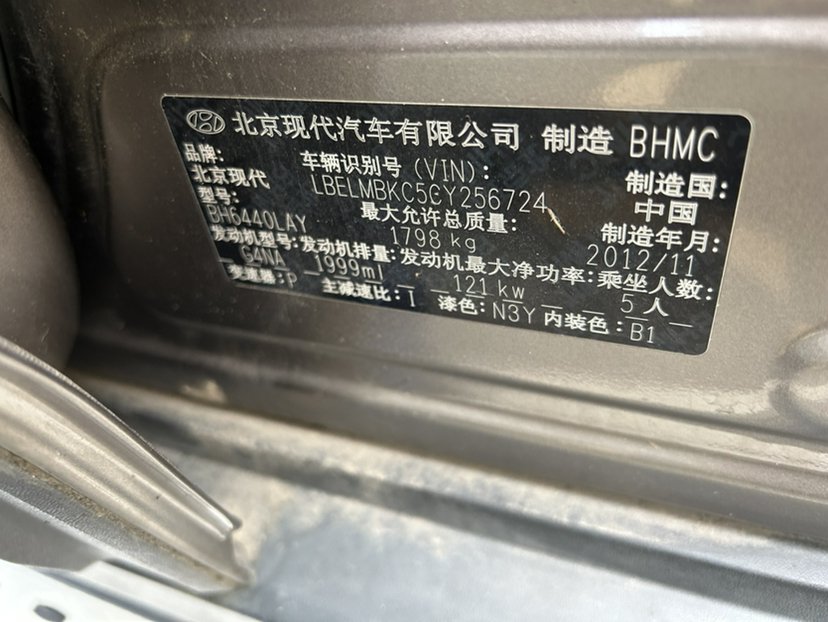 北京现代汽车有限公司 制造 BHMC
品牌: 车辆识别号 (VIN): 制造国:
北京现代 LBELMBKC5CY256724 中国
型号: 最大允许总质量: 制造年月:
BH6440LAY 1798 kg 2012/11
发动机型号: 发动机排量: 发动机最大净功率: 乘坐人数:
G4NA 1999ml 121 kw 5人
变速器: P 主减速比: I 漆色: N3Y 内装色: B1